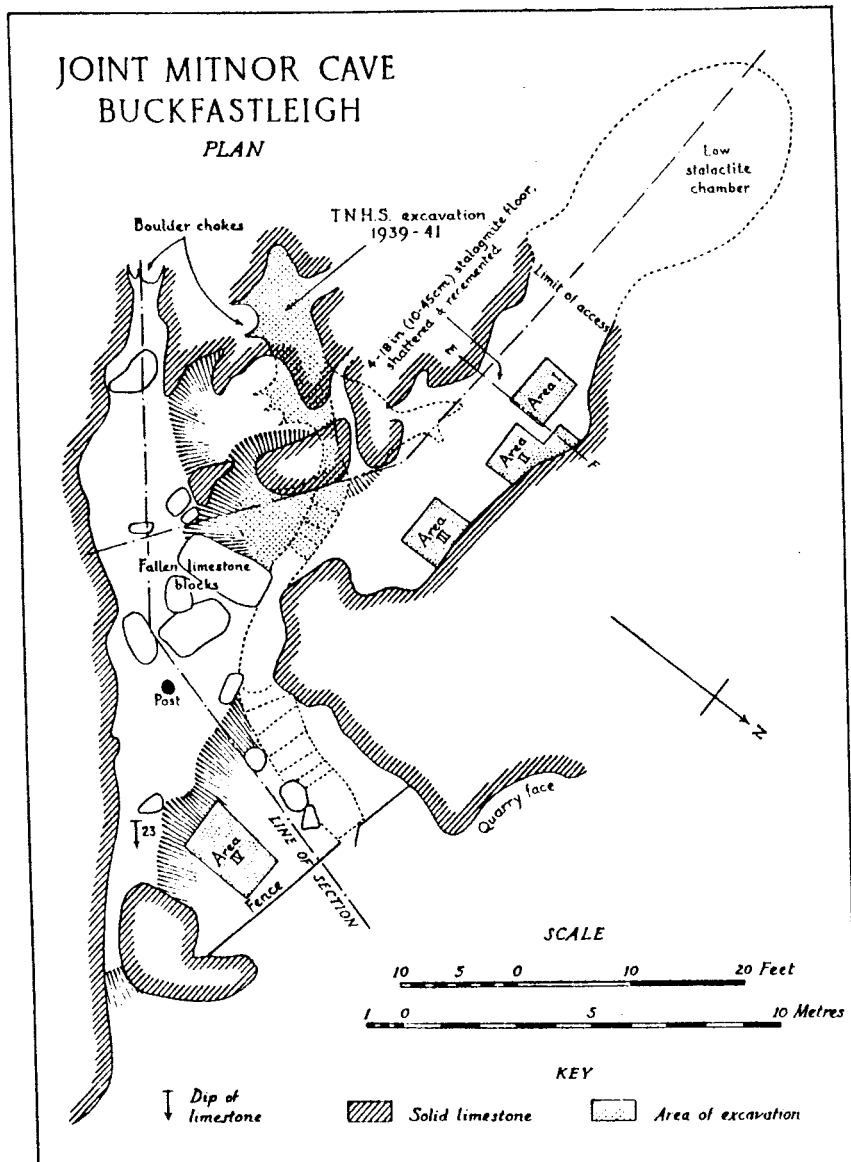 JOINT MITNOR CAVE
BUCKFASTLEIGH
PLAN
Low
stalactite
chamber
T.N.H.S. excavation
1939-41
Boulder chokes
4-18in (10-45cm) stalagmite floor,
shattered & recemented
Limit of access
E
Area I
Area II
F
Area III
Fallen limestone
blocks
Post
N
Quarry face
23
Area IV
Fence
LINE OF SECTION
SCALE
10 5 0 10 20 Feet
1 0 5 10 Metres
KEY
Dip of
limestone
Solid limestone
Area of excavation